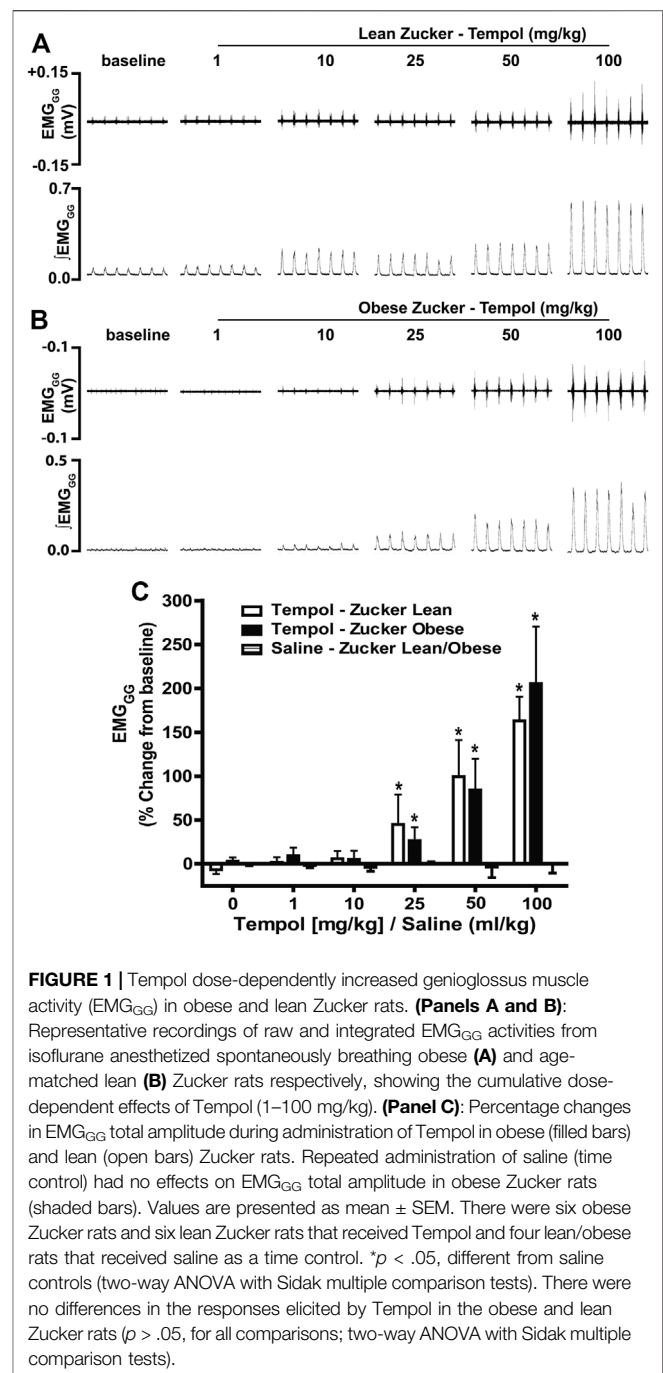 A
Lean Zucker - Tempol (mg/kg)
baseline 1 10 25 50 100
+0.15
EMGGG
(mV)
-0.15
0.7
∫EMGGG
0.0
B
Obese Zucker - Tempol (mg/kg)
baseline 1 10 25 50 100
-0.1
EMGGG
(mV)
-0.1
0.5
∫EMGGG
0.0
C
300
250
200
150
100
50
0
EMGGG
(% Change from baseline)
Tempol - Zucker Lean
Tempol - Zucker Obese
Saline - Zucker Lean/Obese
* * * * * *
0 1 10 25 50 100
Tempol [mg/kg] / Saline (ml/kg)
FIGURE 1 | Tempol dose-dependently increased genioglossus muscle
activity (EMGGG) in obese and lean Zucker rats. (Panels A and B):
Representative recordings of raw and integrated EMGGG activities from
isoflurane anesthetized spontaneously breathing obese (A) and age-
matched lean (B) Zucker rats respectively, showing the cumulative dose-
dependent effects of Tempol (1–100 mg/kg). (Panel C): Percentage changes
in EMGGG total amplitude during administration of Tempol in obese (filled bars)
and lean (open bars) Zucker rats. Repeated administration of saline (time
control) had no effects on EMGGG total amplitude in obese Zucker rats
(shaded bars). Values are presented as mean ± SEM. There were six obese
Zucker rats and six lean Zucker rats that received Tempol and four lean/obese
rats that received saline as a time control. *p < .05, different from saline
controls (two-way ANOVA with Sidak multiple comparison tests). There were
no differences in the responses elicited by Tempol in the obese and lean
Zucker rats (p > .05, for all comparisons; two-way ANOVA with Sidak multiple
comparison tests).